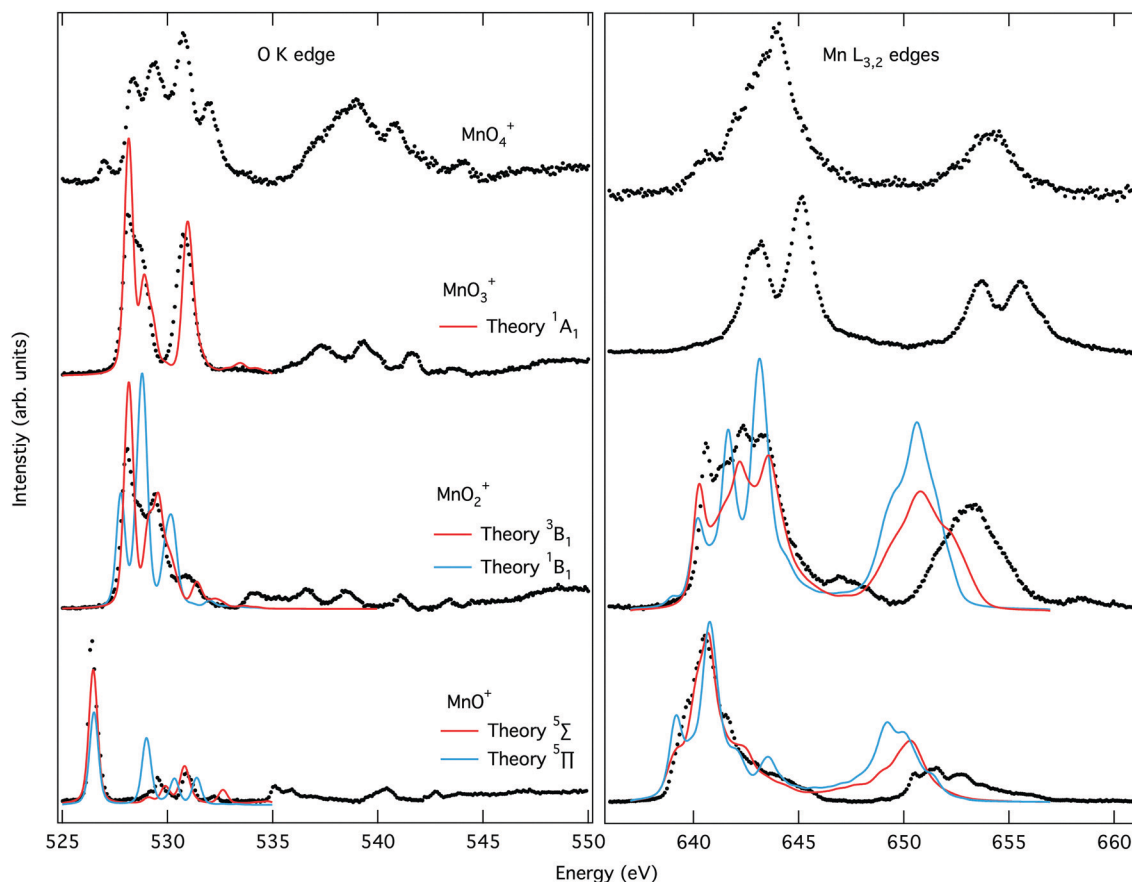 O K edge
MnO4+
MnO3+
Theory 1A1
MnO2+
Theory 3B1
Theory 1B1
MnO+
Theory 5Σ
Theory 5Π
Mn L3,2 edges
Intenstiy (arb. units)
525 530 535 540 545 550
640 645 650 655 660
Energy (eV)